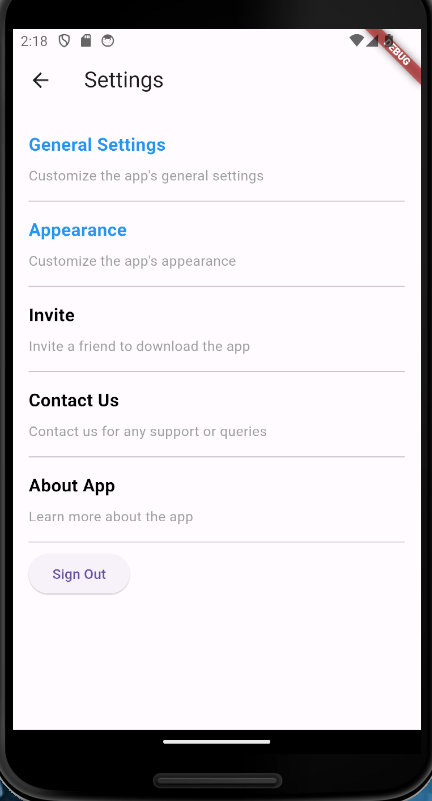 2:18
DEBUG
Settings
General Settings
Customize the app's general settings
Appearance
Customize the app's appearance
Invite
Invite a friend to download the app
Contact Us
Contact us for any support or queries
About App
Learn more about the app
Sign Out